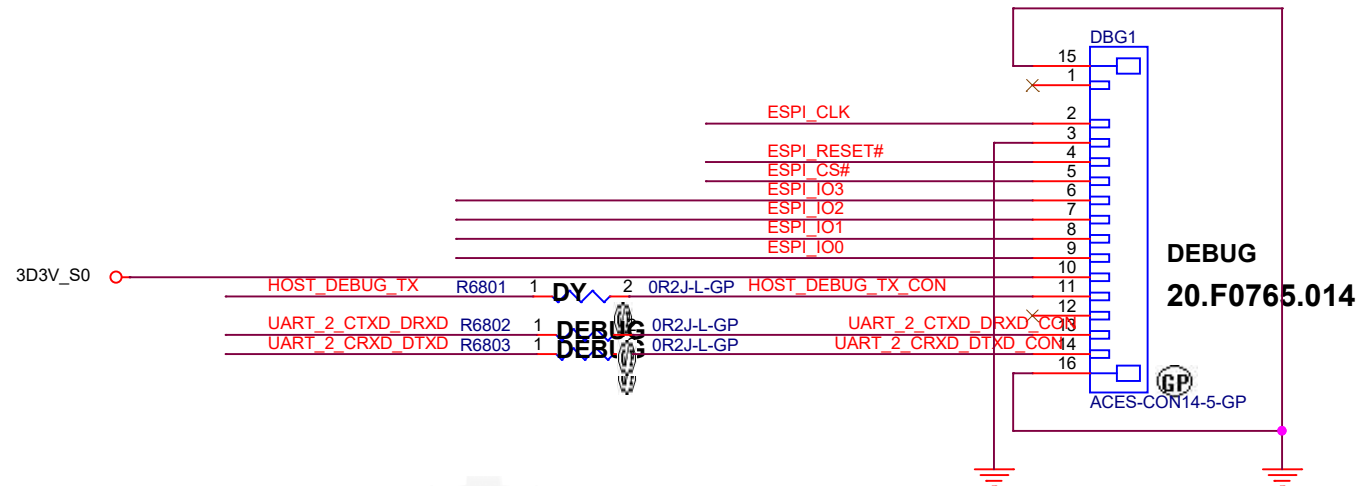 DBG1
15
1
ESPI_CLK 2
3
ESPI_RESET# 4
ESPI_CS# 5
ESPI_IO3 6
ESPI_IO2 7
ESPI_IO1 8
ESPI_IO0 9
DEBUG
3D3V_S0 10
HOST_DEBUG_TX R6801 1 DY 2 0R2J-L-GP HOST_DEBUG_TX_CON 11
20.F0765.014
12
UART_2_CTXD_DRXD R6802 1 DEBUG 0R2J-L-GP UART_2_CTXD_DRXD_CON 13
UART_2_CRXD_DTXD R6803 1 DEBUG 0R2J-L-GP UART_2_CRXD_DTXD_CON 14
16
GP
ACES-CON14-5-GP